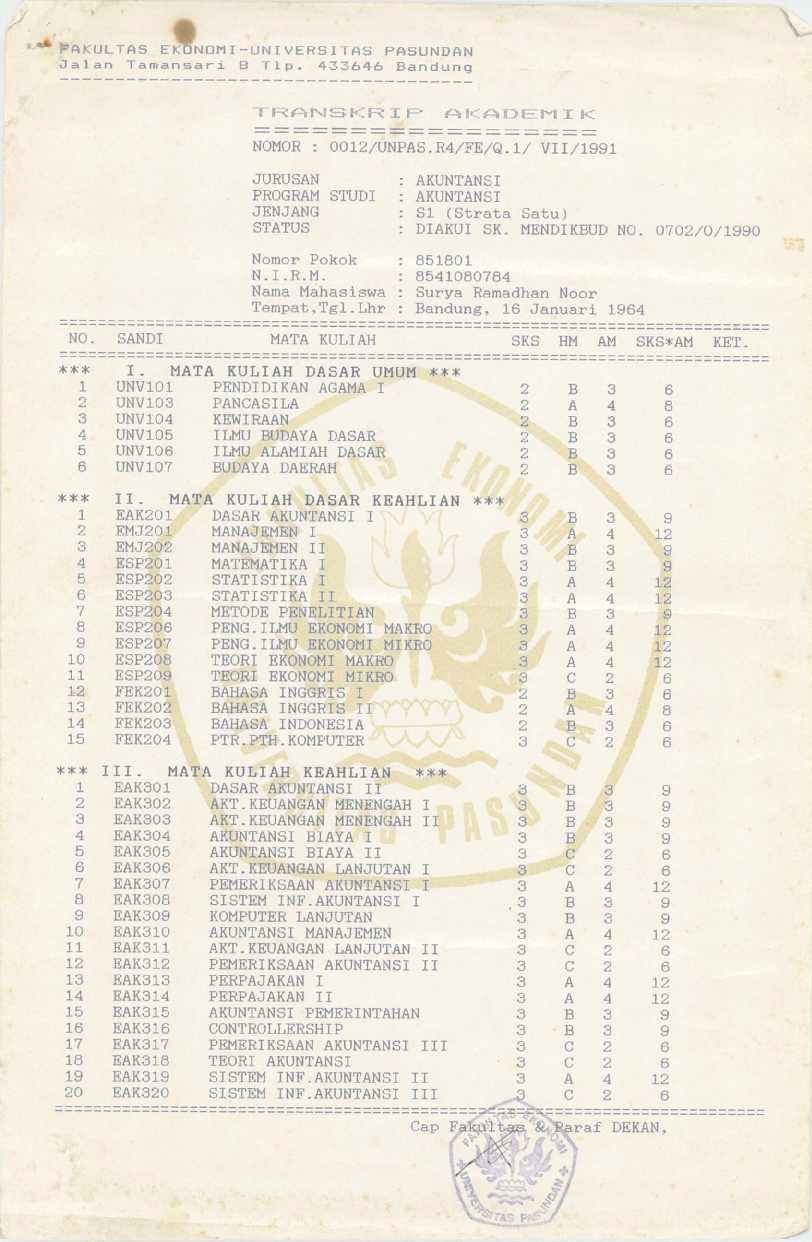 FAKULTAS EKONOMI-UNIVERSITAS PASUNDAN
Jalan Tamansari 8 Tlp. 433646 Bandung
TRANSKRIP AKADEMIK
NOMOR : 0012/UNPAS.R4/FE/Q.1/ VII/1991
JURUSAN : AKUNTANSI
PROGRAM STUDI : AKUNTANSI
JENJANG : S1 (Strata Satu)
STATUS : DIAKUI SK. MENDIKBUD NO. 0702/O/1990
Nomor Pokok : 851801
N.I.R.M. : 8541080784
Nama Mahasiswa : Surya Ramadhan Noor
Tempat,Tgl.Lhr : Bandung, 16 Januari 1964
NO. SANDI MATA KULIAH SKS HM AM SKS*AM KET.
*** I. MATA KULIAH DASAR UMUM ***
1 UNV101 PENDIDIKAN AGAMA I 2 B 3 6
2 UNV103 PANCASILA 2 A 4 8
3 UNV104 KEWIRAAN 2 B 3 6
4 UNV105 ILMU BUDAYA DASAR 2 B 3 6
5 UNV106 ILMU ALAMIAH DASAR 2 B 3 6
6 UNV107 BUDAYA DAERAH 2 B 3 6
*** II. MATA KULIAH DASAR KEAHLIAN ***
1 EAK201 DASAR AKUNTANSI I 3 B 3 9
2 EMJ201 MANAJEMEN I 3 A 4 12
3 EMJ202 MANAJEMEN II 3 B 3 9
4 ESP201 MATEMATIKA I 3 B 3 9
5 ESP202 STATISTIKA I 3 A 4 12
6 ESP203 STATISTIKA II 3 A 4 12
7 ESP204 METODE PENELITIAN 3 B 3 9
8 ESP206 PENG.ILMU EKONOMI MAKRO 3 A 4 12
9 ESP207 PENG.ILMU EKONOMI MIKRO 3 A 4 12
10 ESP208 TEORI EKONOMI MAKRO 3 A 4 12
11 ESP209 TEORI EKONOMI MIKRO 3 C 2 6
12 FEK201 BAHASA INGGRIS I 2 B 3 6
13 FEK202 BAHASA INGGRIS II 2 A 4 8
14 FEK203 BAHASA INDONESIA 2 B 3 6
15 FEK204 PTR.PTH.KOMPUTER 3 C 2 6
*** III. MATA KULIAH KEAHLIAN ***
1 EAK301 DASAR AKUNTANSI II 3 B 3 9
2 EAK302 AKT.KEUANGAN MENENGAH I 3 B 3 9
3 EAK303 AKT.KEUANGAN MENENGAH II 3 B 3 9
4 EAK304 AKUNTANSI BIAYA I 3 B 3 9
5 EAK305 AKUNTANSI BIAYA II 3 C 2 6
6 EAK306 AKT.KEUANGAN LANJUTAN I 3 C 2 6
7 EAK307 PEMERIKSAAN AKUNTANSI I 3 A 4 12
8 EAK308 SISTEM INF.AKUNTANSI I 3 B 3 9
9 EAK309 KOMPUTER LANJUTAN 3 B 3 9
10 EAK310 AKUNTANSI MANAJEMEN 3 A 4 12
11 EAK311 AKT.KEUANGAN LANJUTAN II 3 C 2 6
12 EAK312 PEMERIKSAAN AKUNTANSI II 3 C 2 6
13 EAK313 PERPAJAKAN I 3 A 4 12
14 EAK314 PERPAJAKAN II 3 A 4 12
15 EAK315 AKUNTANSI PEMERINTAHAN 3 B 3 9
16 EAK316 CONTROLLERSHIP 3 B 3 9
17 EAK317 PEMERIKSAAN AKUNTANSI III 3 C 2 6
18 EAK318 TEORI AKUNTANSI 3 C 2 6
19 EAK319 SISTEM INF.AKUNTANSI II 3 A 4 12
20 EAK320 SISTEM INF.AKUNTANSI III 3 C 2 6
Cap Fakultas & Paraf DEKAN,
FAKULTAS EKONOMI
UNIVERSITAS PASUNDAN